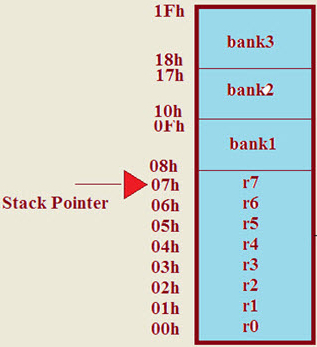 1Fh
bank3
18h
17h
bank2
10h
0Fh
bank1
08h
07h r7
Stack Pointer
06h r6
05h r5
04h r4
03h r3
02h r2
01h r1
00h r0